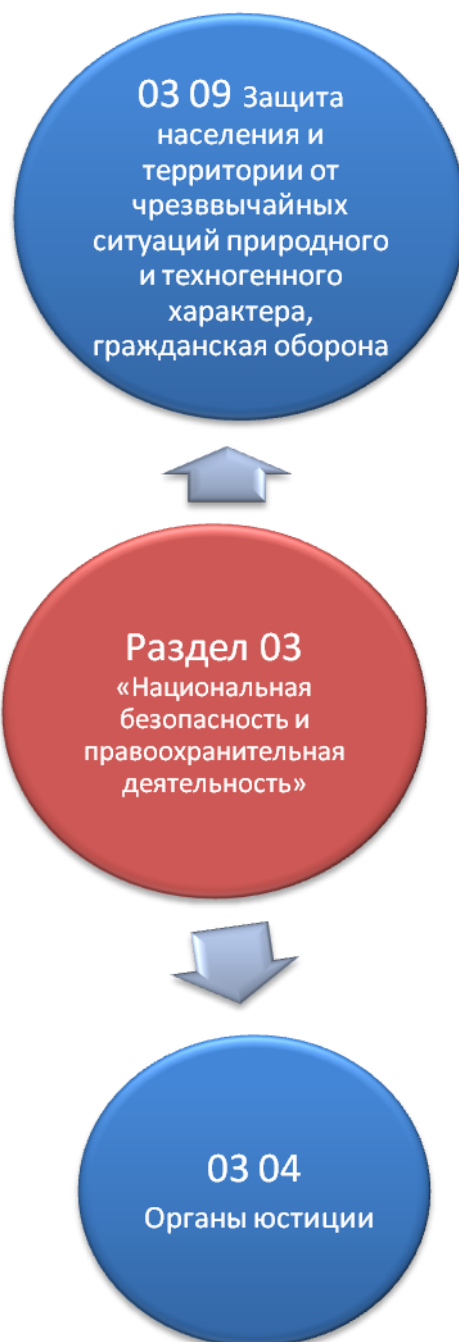 03 09 Защита
населения и
территории от
чрезввычайных
ситуаций природного
и техногенного
характера,
гражданская оборона
Раздел 03
«Национальная
безопасность и
правоохранительная
деятельность»
03 04
Органы юстиции